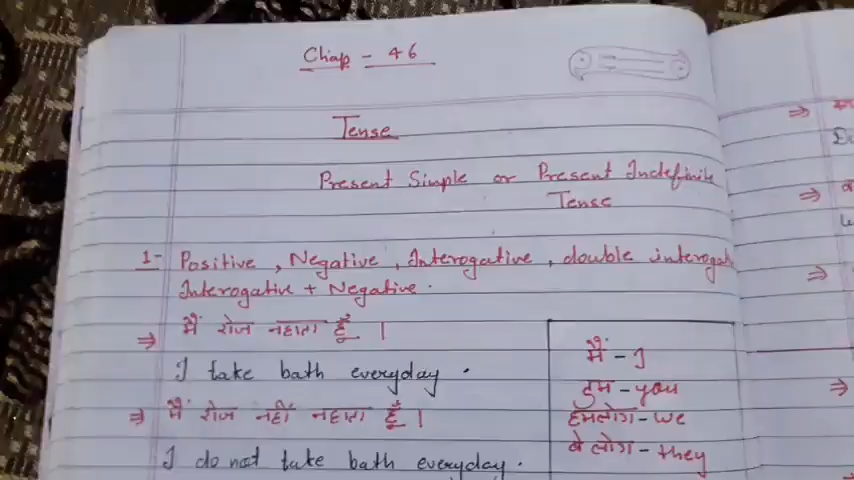 Chap - 46
Tense
Present Simple or Present Indefinite
Tense
1- Positive, Negative, Interogative, double interogat
Interogative + Negative.
⇒ मैं रोज नहाता हूँ ।
I take bath everyday.
⇒ मैं रोज नहीं नहाता हूँ ।
I do not take bath everyday.
मैं - I
तुम - you
हमलोग - we
वे लोग - they